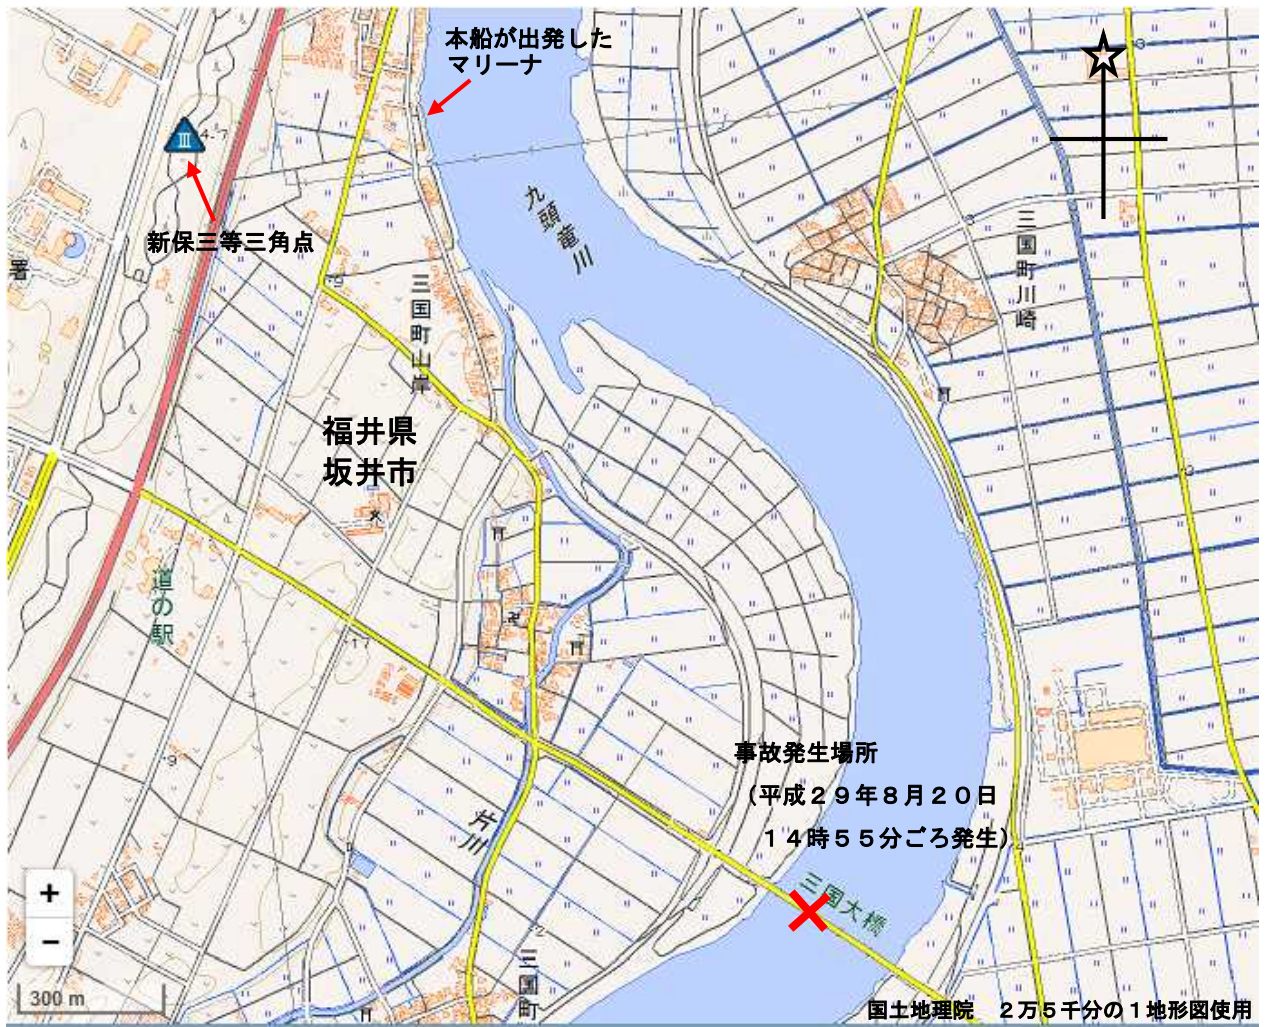 本船が出発した
マリーナ
Ⅲ
4.7
新保三等三角点
署
九頭竜川
三国町川崎
三国町山岸
福井県
坂井市
道の駅
事故発生場所
（平成２９年８月２０日
１４時５５分ごろ発生）
片川
三国大橋
三国町
+
−
300 m
国土地理院　２万５千分の１地形図使用